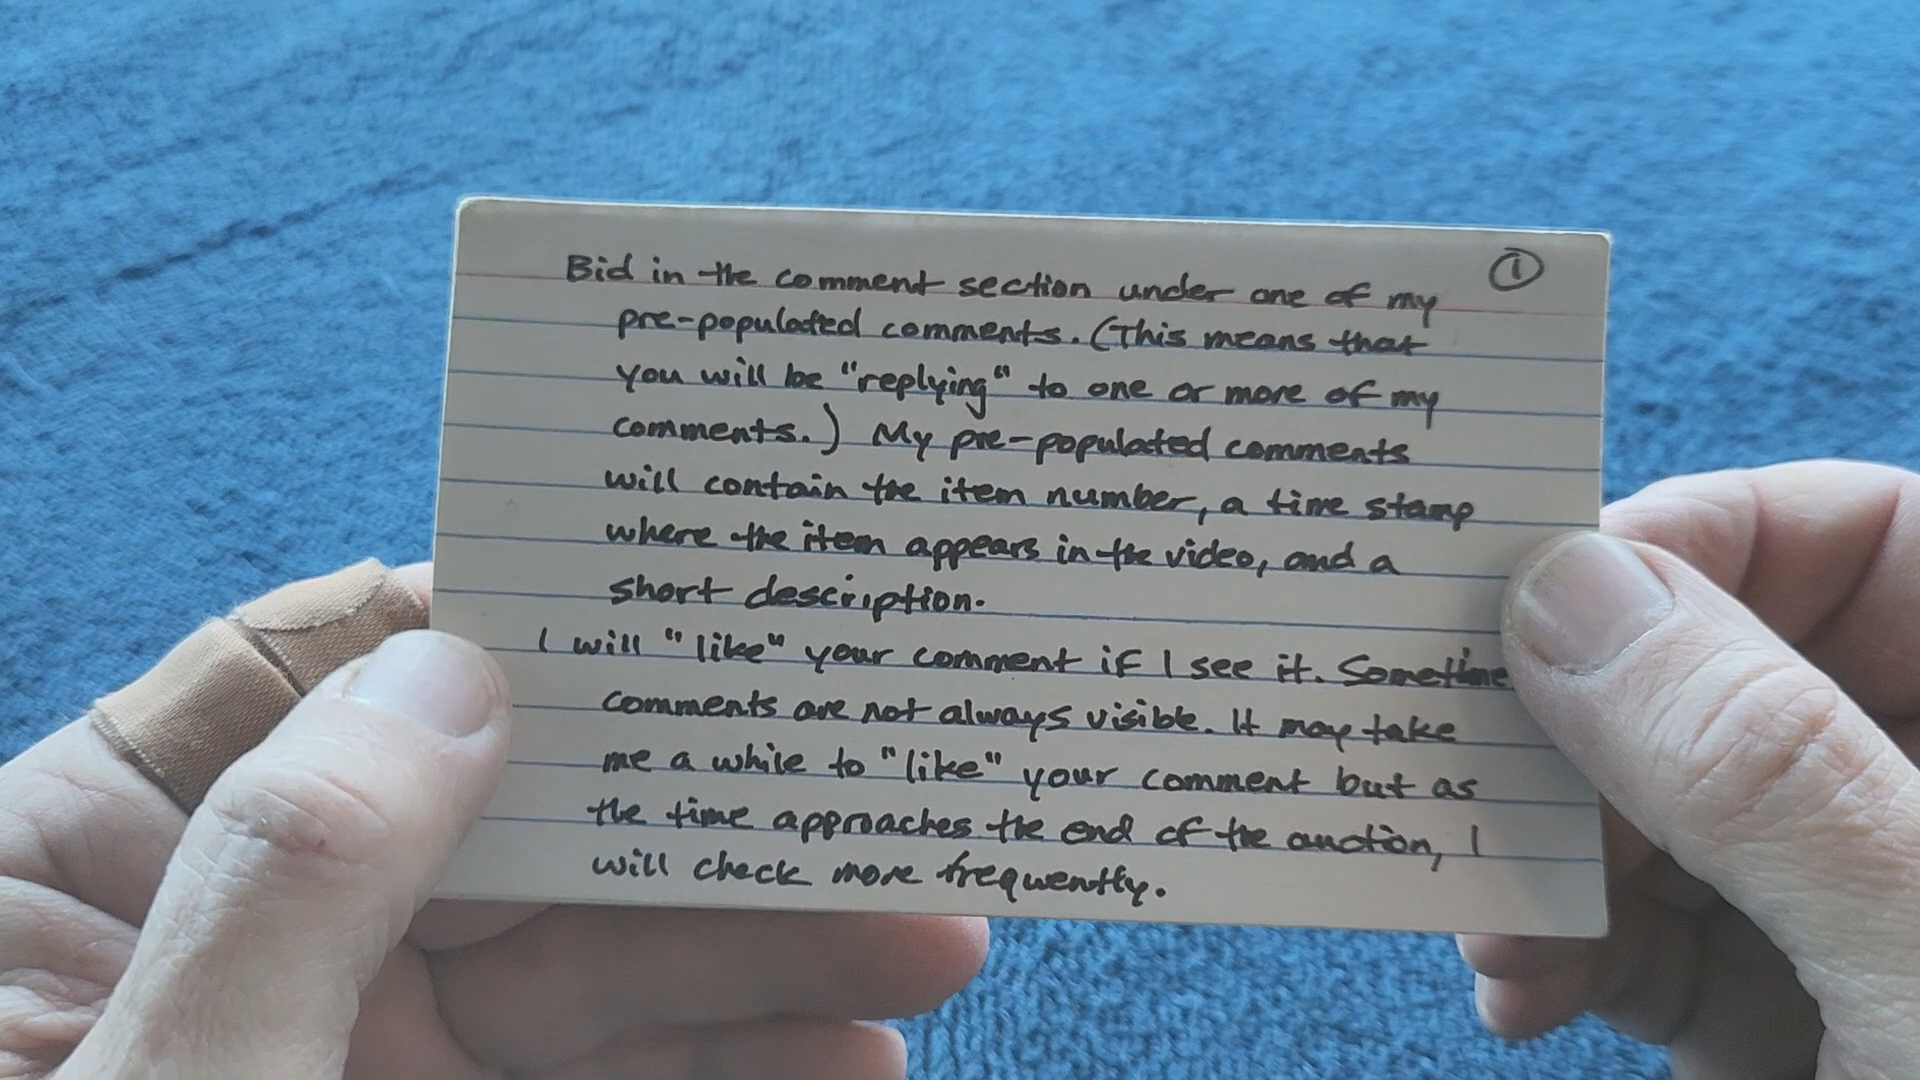 ①
Bid in the comment section under one of my
pre-populated comments. (This means that
you will be "replying" to one or more of my
comments.) My pre-populated comments
will contain the item number, a time stamp
where the item appears in the video, and a
short description.
I will "like" your comment if I see it. Sometime
comments are not always visible. It may take
me a while to "like" your comment but as
the time approaches the end of the auction, I
will check more frequently.